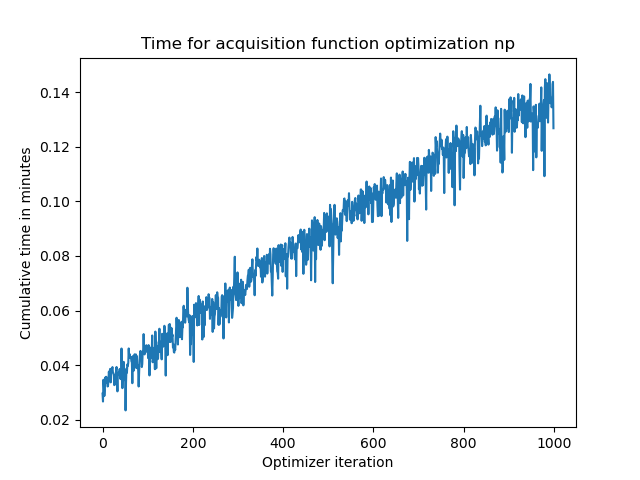 Time for acquisition function optimization np
Cumulative time in minutes
0.14
0.12
0.10
0.08
0.06
0.04
0.02
0 200 400 600 800 1000
Optimizer iteration